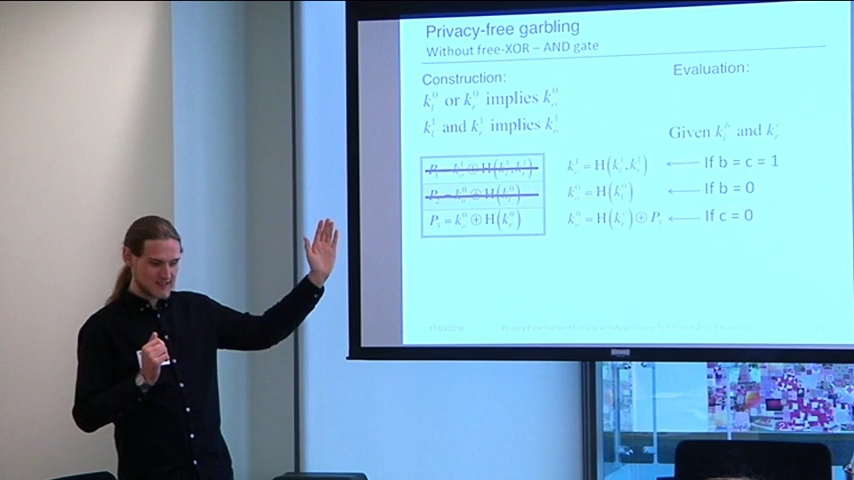 Privacy-free garbling
Without free-XOR – AND gate
Construction:
Evaluation:
k_l^0 or k_r^0 implies k_o^0
k_l^1 and k_r^1 implies k_o^1
Given k_l^b and k_r^c
P_1 = k_o^1 ⊕ H(k_l^1, k_r^1)
k_o^1 = H(k_l^1, k_r^1) ← If b = c = 1
P_2 = k_o^0 ⊕ H(k_l^0)
k_o^0 = H(k_l^0) ← If b = 0
P_3 = k_o^0 ⊕ H(k_r^0)
k_o^0 = H(k_r^c) ⊕ P_3 ← If c = 0